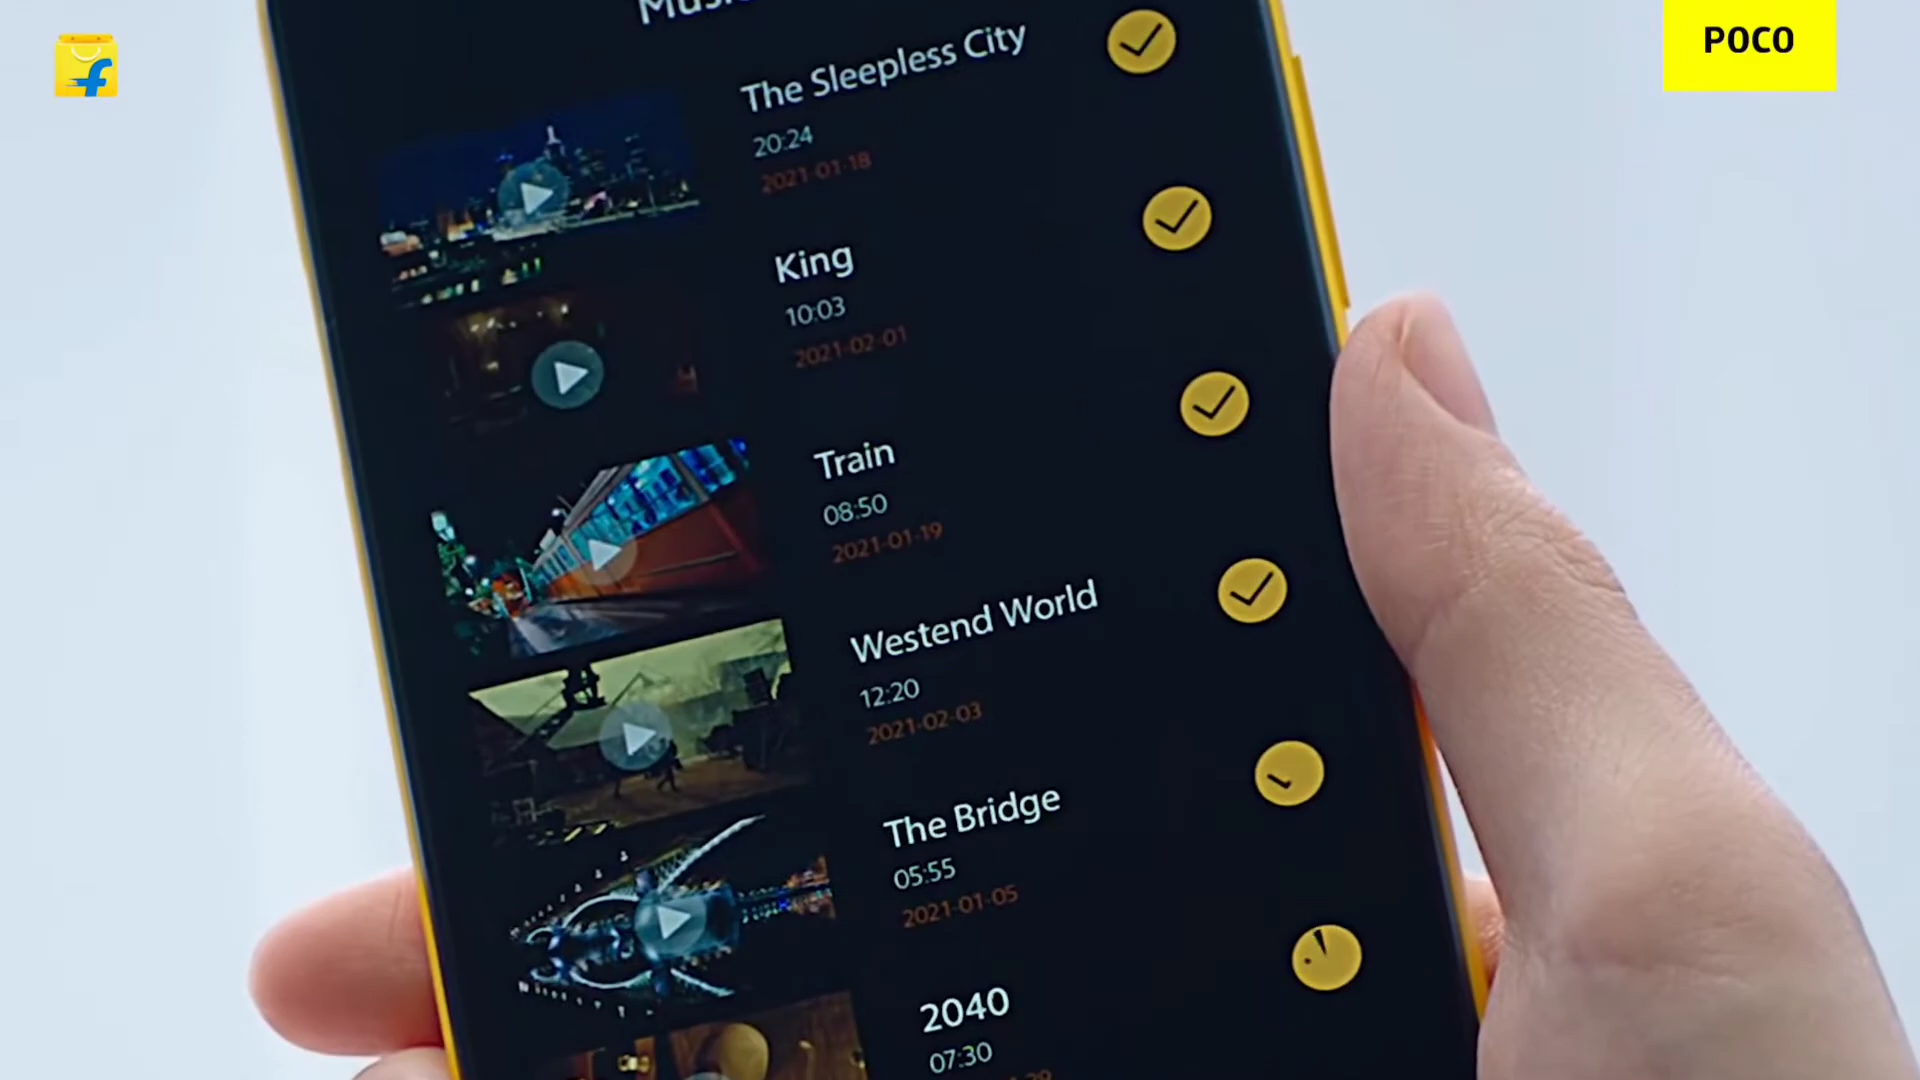 POCO
The Sleepless City
20:24
2021-01-18
King
10:03
2021-02-01
Train
08:50
2021-01-19
Westend World
12:20
2021-02-03
The Bridge
05:55
2021-01-05
2040
07:30